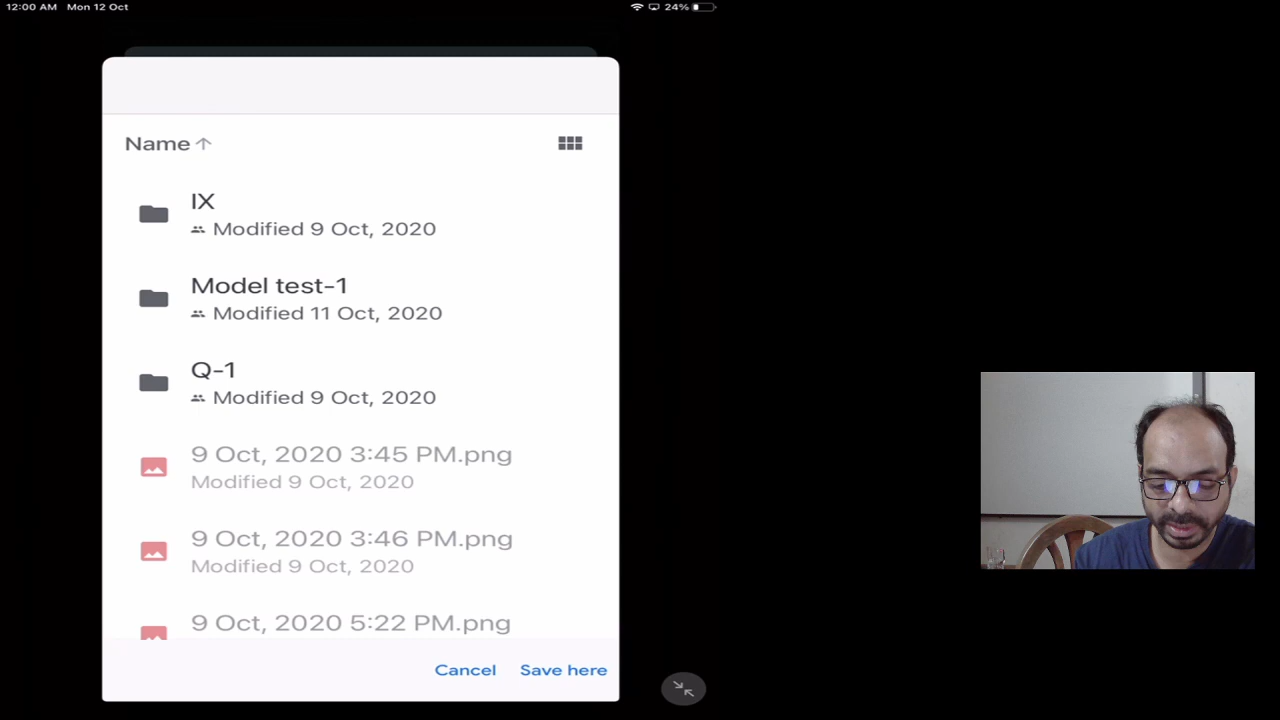 12:00 AM Mon 12 Oct
24%
Name
IX
Modified 9 Oct, 2020
Model test-1
Modified 11 Oct, 2020
Q-1
Modified 9 Oct, 2020
9 Oct, 2020 3:45 PM.png
Modified 9 Oct, 2020
9 Oct, 2020 3:46 PM.png
Modified 9 Oct, 2020
9 Oct, 2020 5:22 PM.png
Cancel Save here